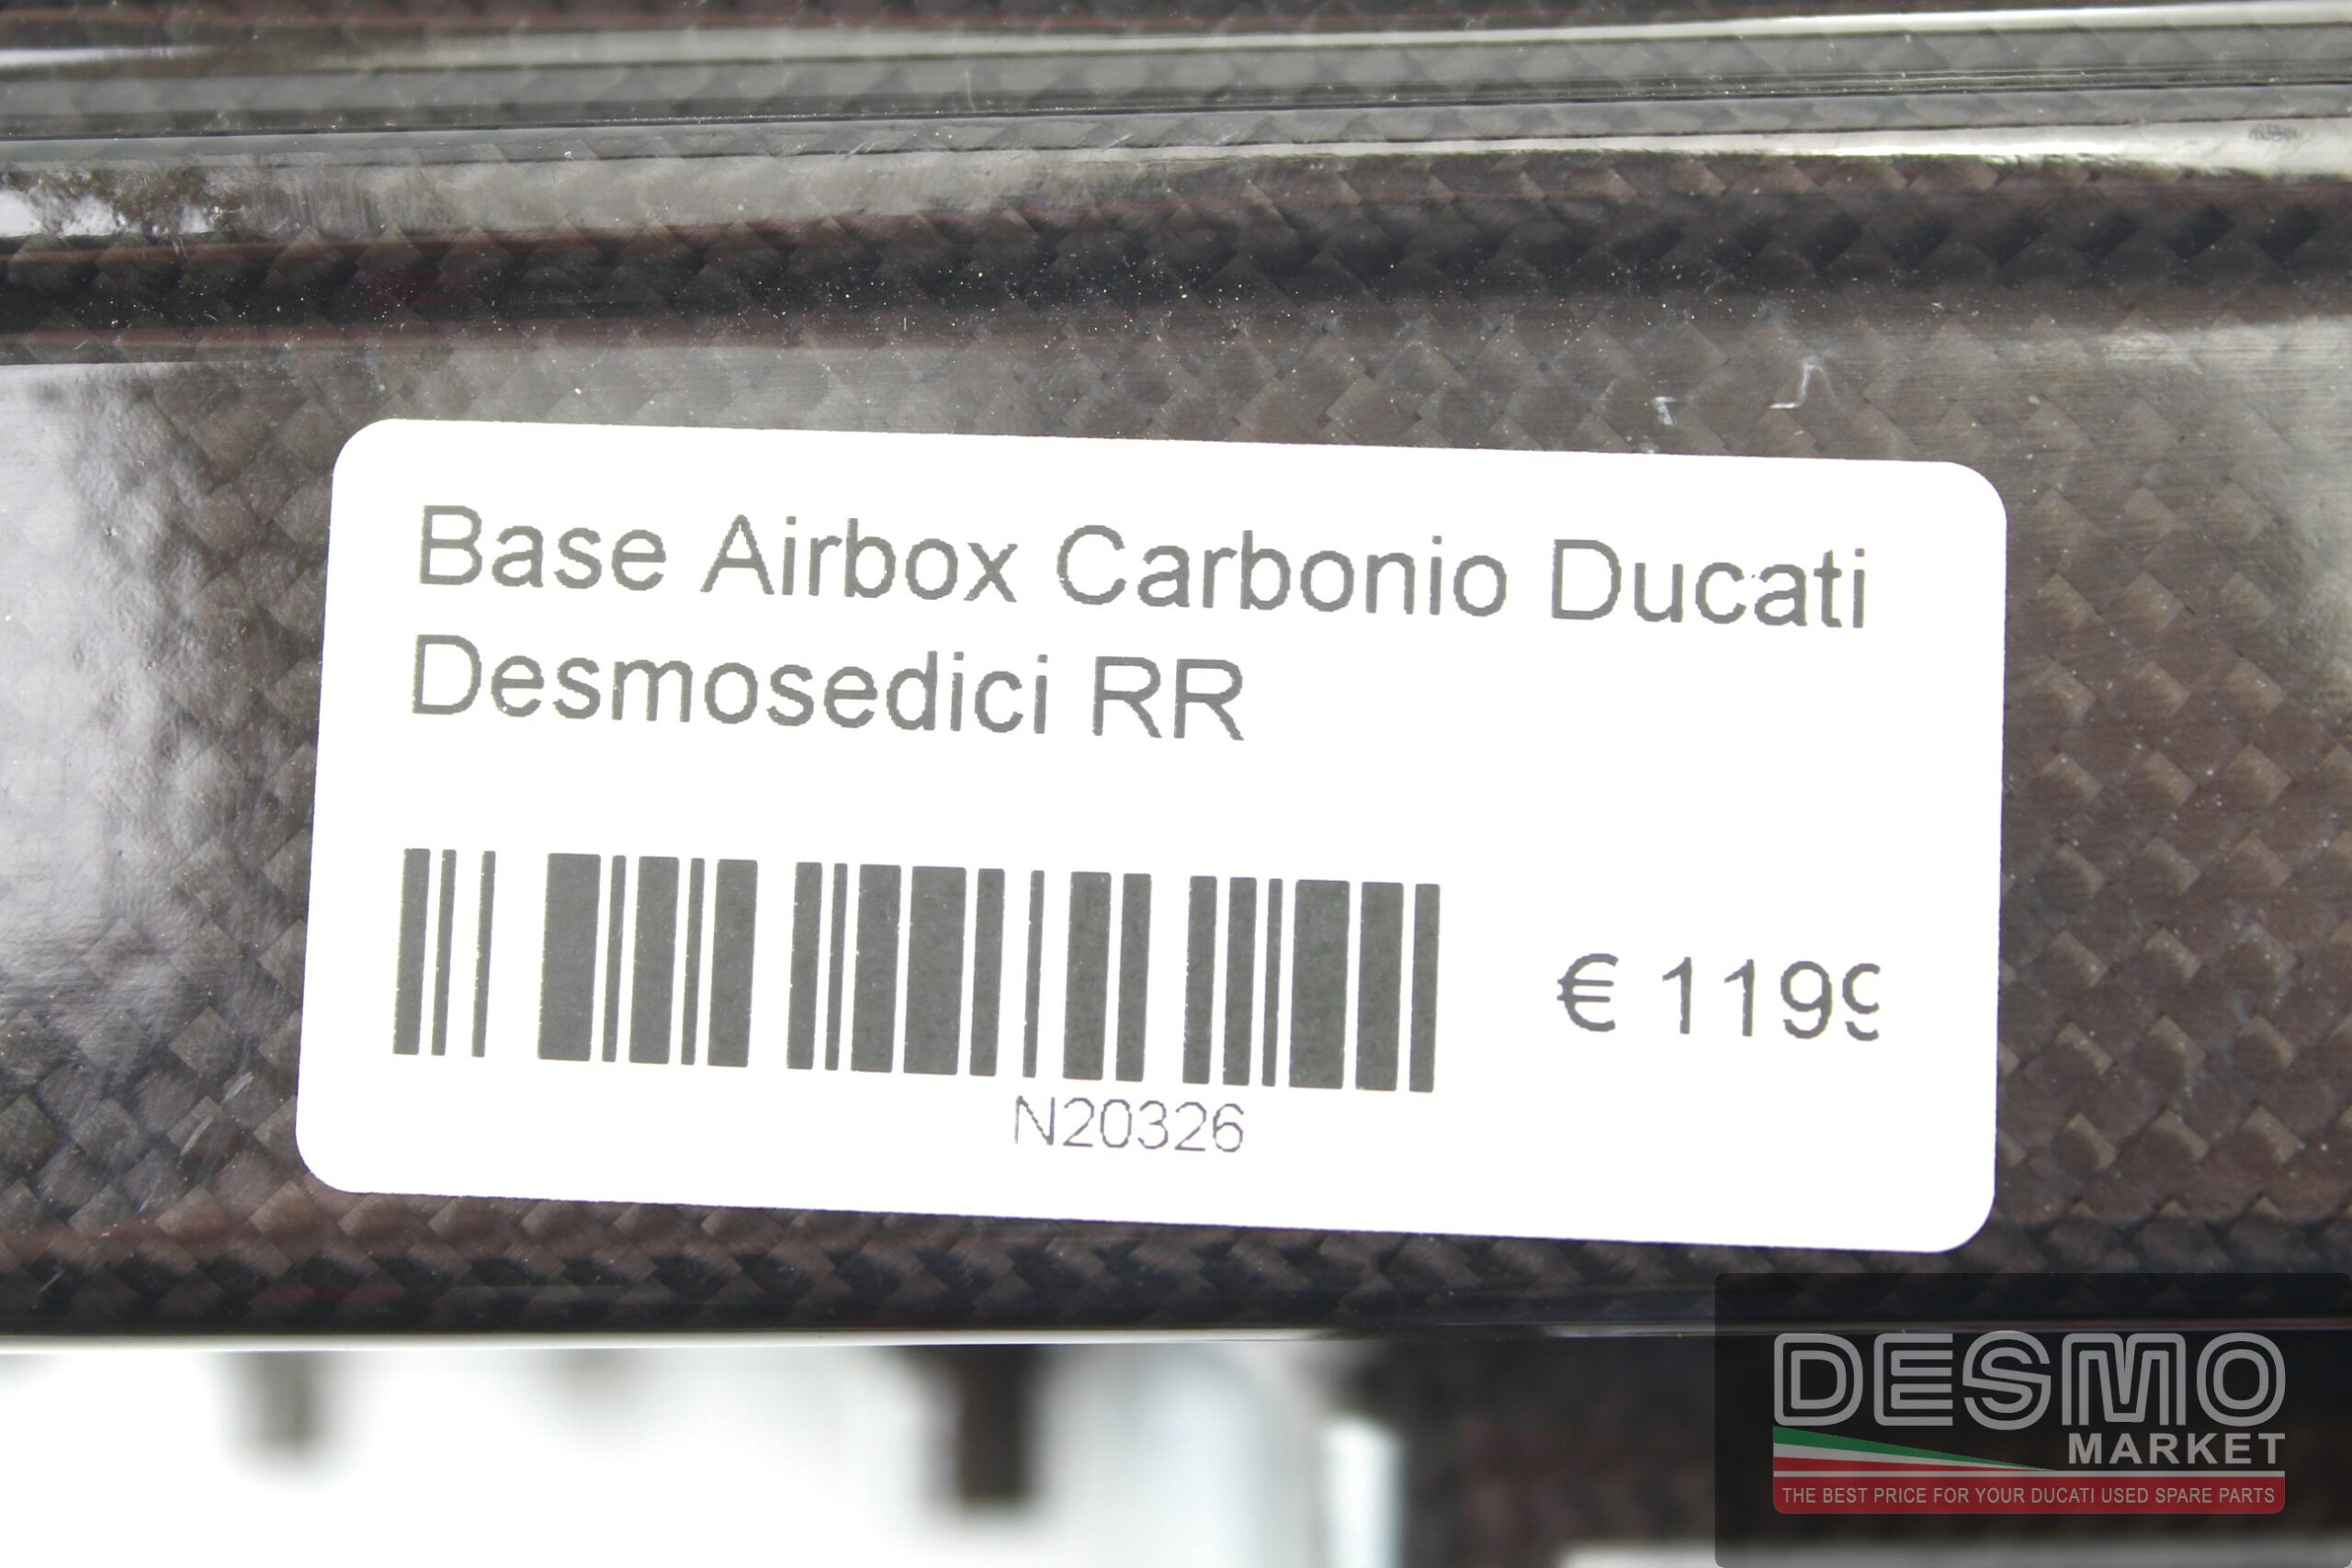 Base Airbox Carbonio Ducati
Desmosedici RR
€ 1199
N20326
DESMO
MARKET
THE BEST PRICE FOR YOUR DUCATI USED SPARE PARTS